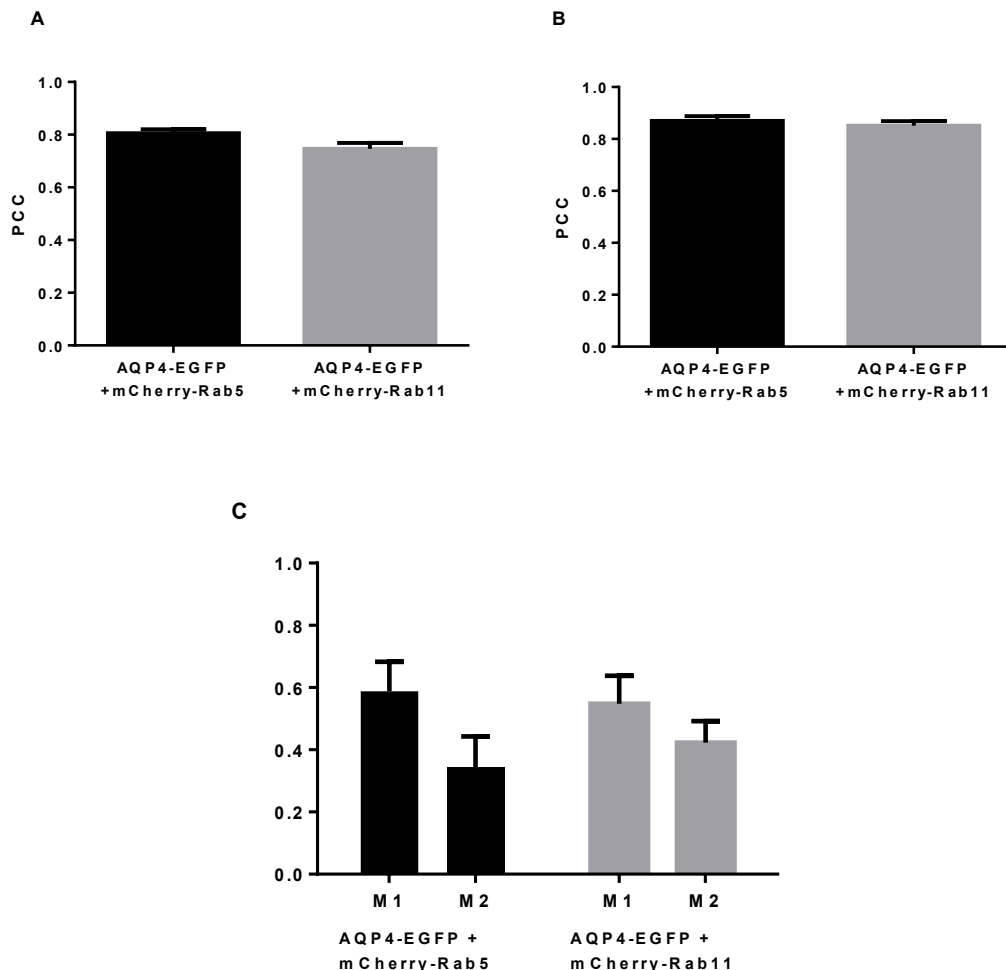 A
1.0
0.8
0.6
0.4
0.2
0.0
PCC
AQP4-EGFP
+mCherry-Rab5
AQP4-EGFP
+mCherry-Rab11
B
1.0
0.8
0.6
0.4
0.2
0.0
PCC
AQP4-EGFP
+mCherry-Rab5
AQP4-EGFP
+mCherry-Rab11
C
1.0
0.8
0.6
0.4
0.2
0.0
M1 M2 M1 M2
AQP4-EGFP +
mCherry-Rab5
AQP4-EGFP +
mCherry-Rab11